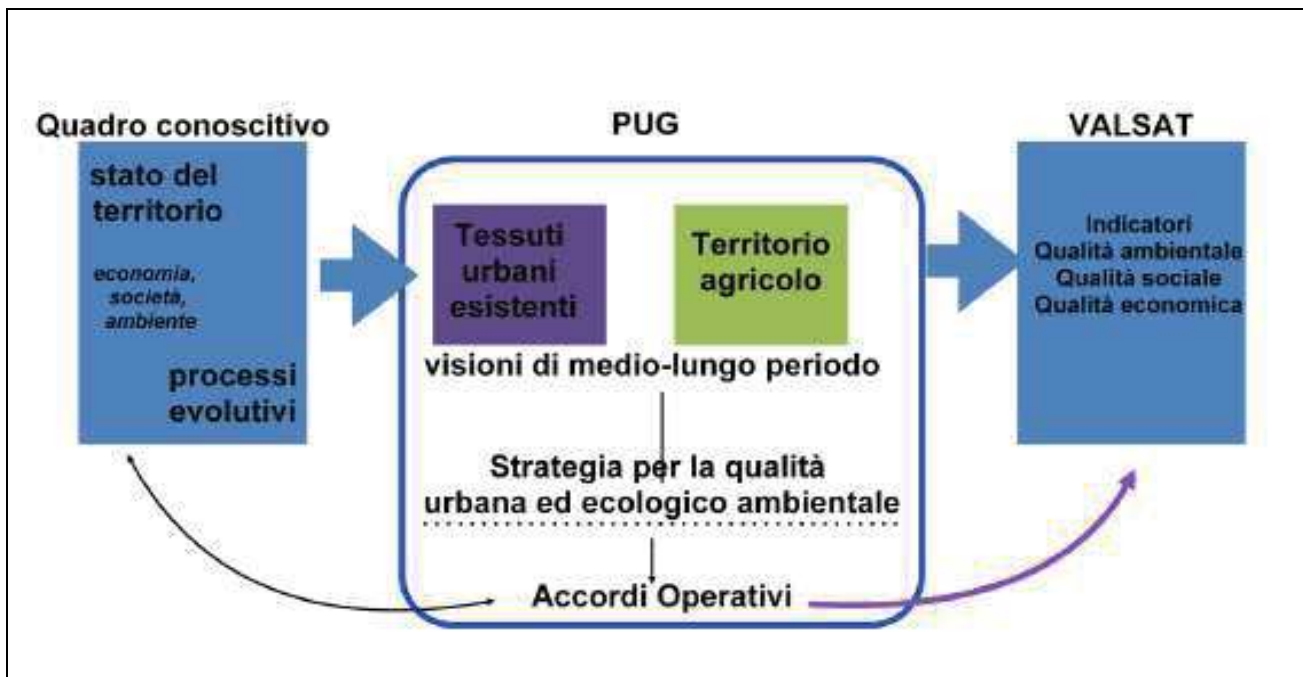 Quadro conoscitivo
stato del
territorio
economia,
società,
ambiente
processi
evolutivi
PUG
Tessuti
urbani
esistenti
Territorio
agricolo
visioni di medio-lungo periodo
Strategia per la qualità
urbana ed ecologico ambientale
Accordi Operativi
VALSAT
Indicatori
Qualità ambientale
Qualità sociale
Qualità economica